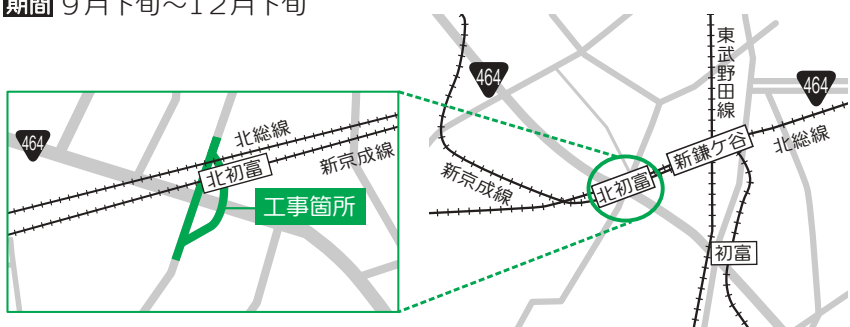 期間 9月下旬～12月下旬
464
北総線
北初富
新京成線
工事箇所
464
東武野田線
464
新鎌ケ谷
北総線
新京成線
北初富
初富